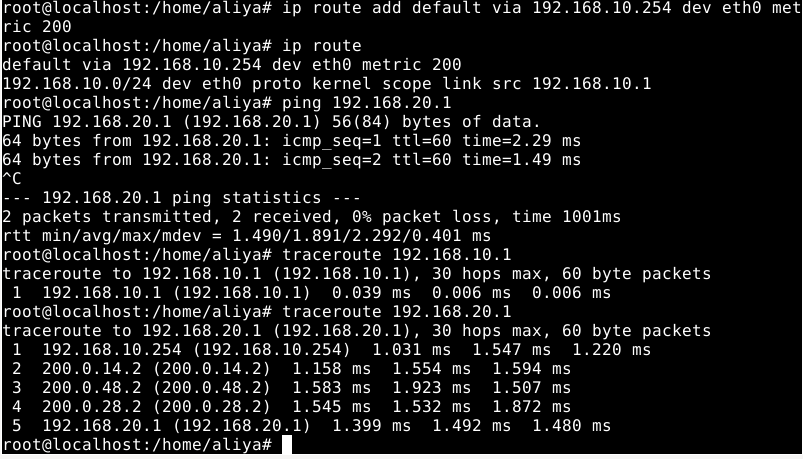 root@localhost:/home/aliya# ip route add default via 192.168.10.254 dev eth0 met
ric 200
root@localhost:/home/aliya# ip route
default via 192.168.10.254 dev eth0 metric 200
192.168.10.0/24 dev eth0 proto kernel scope link src 192.168.10.1
root@localhost:/home/aliya# ping 192.168.20.1
PING 192.168.20.1 (192.168.20.1) 56(84) bytes of data.
64 bytes from 192.168.20.1: icmp_seq=1 ttl=60 time=2.29 ms
64 bytes from 192.168.20.1: icmp_seq=2 ttl=60 time=1.49 ms
^C
--- 192.168.20.1 ping statistics ---
2 packets transmitted, 2 received, 0% packet loss, time 1001ms
rtt min/avg/max/mdev = 1.490/1.891/2.292/0.401 ms
root@localhost:/home/aliya# traceroute 192.168.10.1
traceroute to 192.168.10.1 (192.168.10.1), 30 hops max, 60 byte packets
 1  192.168.10.1 (192.168.10.1)  0.039 ms  0.006 ms  0.006 ms
root@localhost:/home/aliya# traceroute 192.168.20.1
traceroute to 192.168.20.1 (192.168.20.1), 30 hops max, 60 byte packets
 1  192.168.10.254 (192.168.10.254)  1.031 ms  1.547 ms  1.220 ms
 2  200.0.14.2 (200.0.14.2)  1.158 ms  1.554 ms  1.594 ms
 3  200.0.48.2 (200.0.48.2)  1.583 ms  1.923 ms  1.507 ms
 4  200.0.28.2 (200.0.28.2)  1.545 ms  1.532 ms  1.872 ms
 5  192.168.20.1 (192.168.20.1)  1.399 ms  1.492 ms  1.480 ms
root@localhost:/home/aliya#